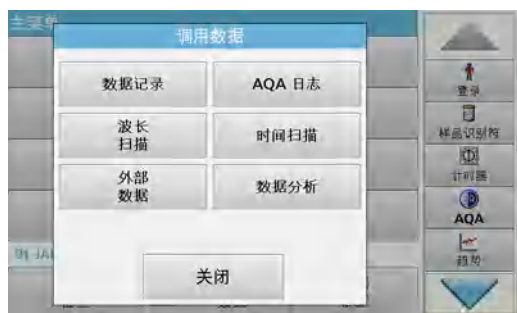 主菜单
调用数据
数据记录
AQA 日志
波长
扫描
时间扫描
外部
数据
数据分析
关闭
登录
样品识别符
计时器
AQA
趋势